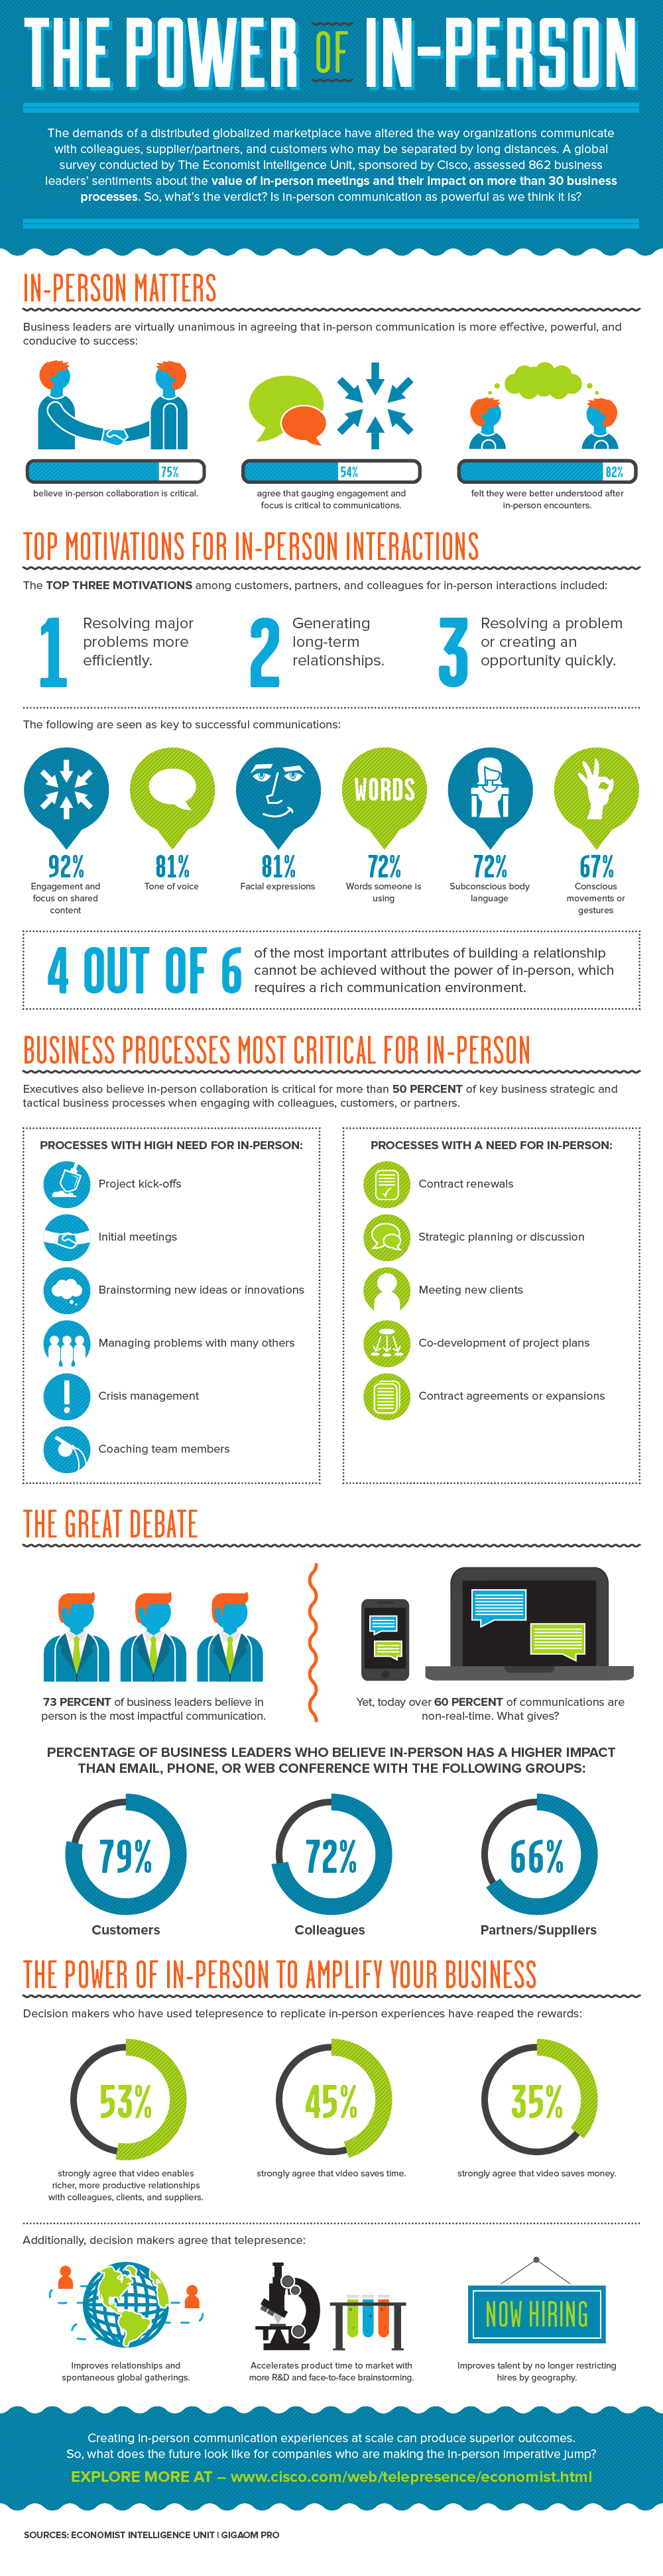 THE POWER OF IN-PERSON
The demands of a distributed globalized marketplace have altered the way organizations communicate
with colleagues, supplier/partners, and customers who may be separated by long distances. A global
survey conducted by The Economist Intelligence Unit, sponsored by Cisco, assessed 862 business
leaders' sentiments about the value of in-person meetings and their impact on more than 30 business
processes. So, what's the verdict? Is in-person communication as powerful as we think it is?
IN-PERSON MATTERS
Business leaders are virtually unanimous in agreeing that in-person communication is more effective, powerful, and
conducive to success:
75%
believe in-person collaboration is critical.
54%
agree that gauging engagement and
focus is critical to communications.
82%
felt they were better understood after
in-person encounters.
TOP MOTIVATIONS FOR IN-PERSON INTERACTIONS
The TOP THREE MOTIVATIONS among customers, partners, and colleagues for in-person interactions included:
1
Resolving major
problems more
efficiently.
2
Generating
long-term
relationships.
3
Resolving a problem
or creating an
opportunity quickly.
The following are seen as key to successful communications:
92%
Engagement and
focus on shared
content
81%
Tone of voice
81%
Facial expressions
WORDS
72%
Words someone is
using
72%
Subconscious body
language
67%
Conscious
movements or
gestures
4 OUT OF 6
of the most important attributes of building a relationship
cannot be achieved without the power of in-person, which
requires a rich communication environment.
BUSINESS PROCESSES MOST CRITICAL FOR IN-PERSON
Executives also believe in-person collaboration is critical for more than 50 PERCENT of key business strategic and
tactical business processes when engaging with colleagues, customers, or partners.
PROCESSES WITH HIGH NEED FOR IN-PERSON:
Project kick-offs
Initial meetings
Brainstorming new ideas or innovations
Managing problems with many others
Crisis management
Coaching team members
PROCESSES WITH A NEED FOR IN-PERSON:
Contract renewals
Strategic planning or discussion
Meeting new clients
Co-development of project plans
Contract agreements or expansions
THE GREAT DEBATE
73 PERCENT of business leaders believe in
person is the most impactful communication.
Yet, today over 60 PERCENT of communications are
non-real-time. What gives?
PERCENTAGE OF BUSINESS LEADERS WHO BELIEVE IN-PERSON HAS A HIGHER IMPACT
THAN EMAIL, PHONE, OR WEB CONFERENCE WITH THE FOLLOWING GROUPS:
79%
Customers
72%
Colleagues
66%
Partners/Suppliers
THE POWER OF IN-PERSON TO AMPLIFY YOUR BUSINESS
Decision makers who have used telepresence to replicate in-person experiences have reaped the rewards:
53%
strongly agree that video enables
richer, more productive relationships
with colleagues, clients, and suppliers.
45%
strongly agree that video saves time.
35%
strongly agree that video saves money.
Additionally, decision makers agree that telepresence:
Improves relationships and
spontaneous global gatherings.
Accelerates product time to market with
more R&D and face-to-face brainstorming.
NOW HIRING
Improves talent by no longer restricting
hires by geography.
Creating in-person communication experiences at scale can produce superior outcomes.
So, what does the future look like for companies who are making the in-person imperative jump?
EXPLORE MORE AT – www.cisco.com/web/telepresence/economist.html
SOURCES: ECONOMIST INTELLIGENCE UNIT | GIGAOM PRO